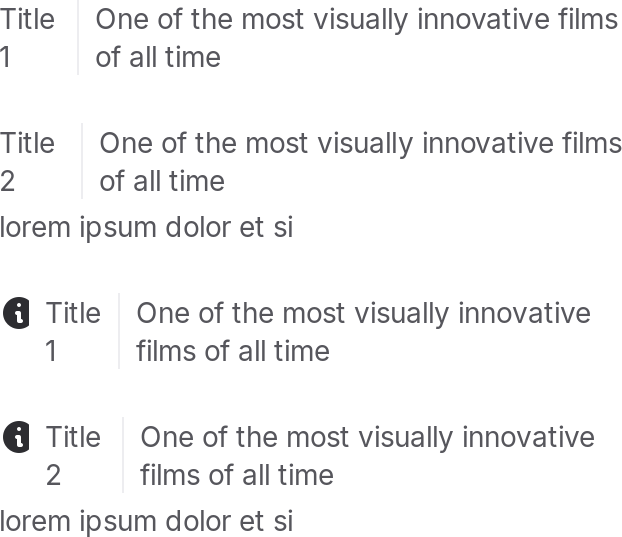 Title One of the most visually innovative films
1 of all time
Title One of the most visually innovative films
2 of all time
lorem ipsum dolor et si
Title One of the most visually innovative
1 films of all time
Title One of the most visually innovative
2 films of all time
lorem ipsum dolor et si